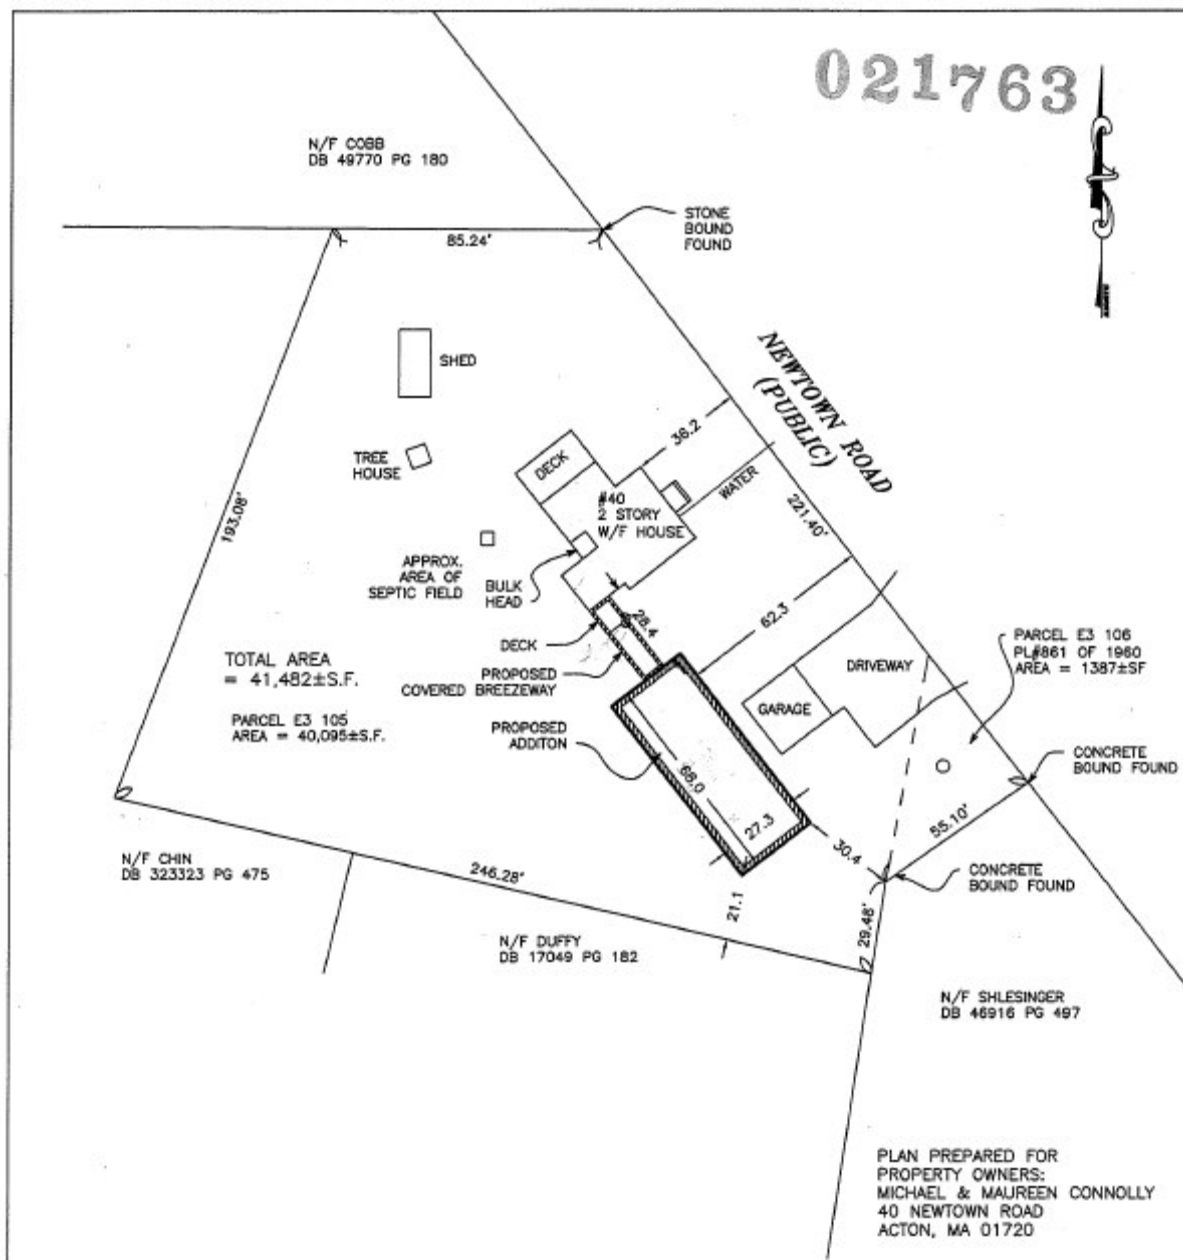 021763
N/F COBB
DB 49770 PG 180
STONE
BOUND
FOUND
85.24'
SHED
NEWTOWN ROAD
(PUBLIC)
36.2
TREE
HOUSE
DECK
WATER
#40
2 STORY
W/F HOUSE
193.08'
221.40'
APPROX.
AREA OF
SEPTIC FIELD
BULK
HEAD
28.4
62.3
DECK
PROPOSED
COVERED BREEZEWAY
PARCEL E3 106
PL#861 OF 1960
AREA = 1387±SF
TOTAL AREA
= 41,482±S.F.
DRIVEWAY
GARAGE
PARCEL E3 105
AREA = 40,095±S.F.
PROPOSED
ADDITON
CONCRETE
BOUND FOUND
68.0
27.3
55.10'
30.4
N/F CHIN
DB 323323 PG 475
246.28'
CONCRETE
BOUND FOUND
21.1
29.48'
N/F DUFFY
DB 17049 PG 182
N/F SHLESINGER
DB 46916 PG 497
PLAN PREPARED FOR
PROPERTY OWNERS:
MICHAEL & MAUREEN CONNOLLY
40 NEWTOWN ROAD
ACTON, MA 01720